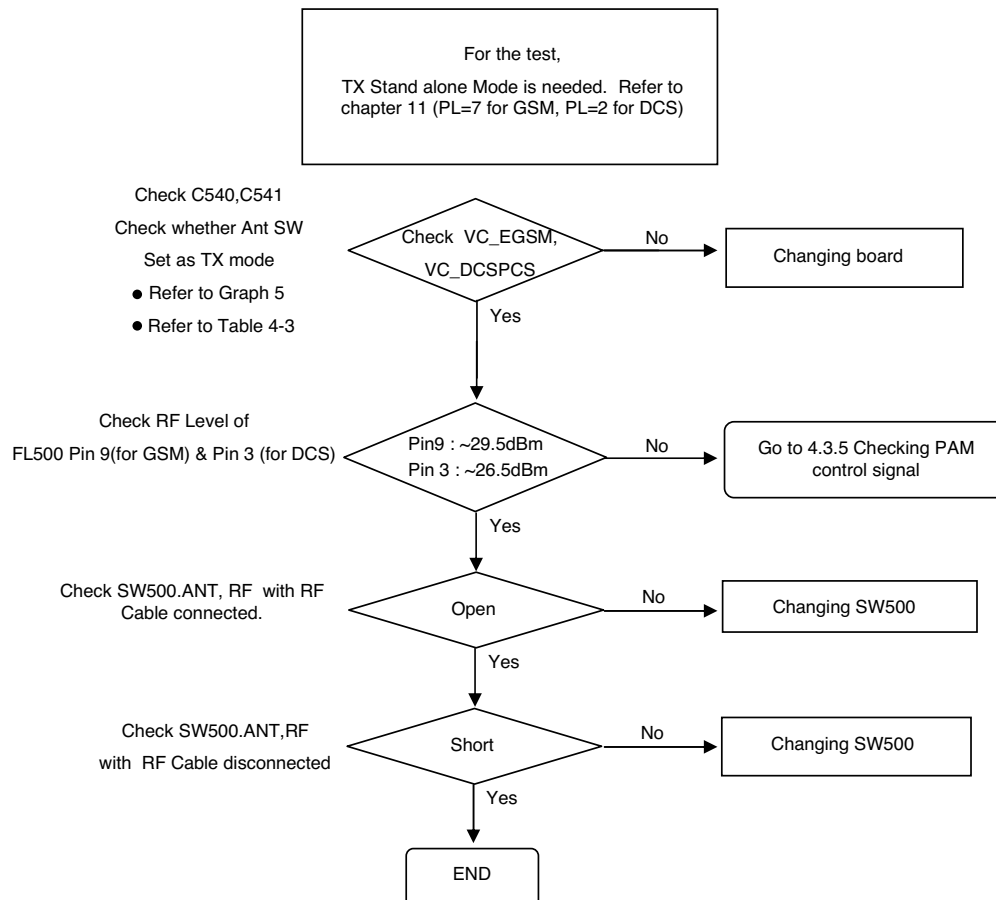 For the test,
TX Stand alone Mode is needed. Refer to
chapter 11 (PL=7 for GSM, PL=2 for DCS)
Check C540,C541
Check whether Ant SW
Set as TX mode
● Refer to Graph 5
● Refer to Table 4-3
Check VC_EGSM,
VC_DCSPCS
No
Changing board
Yes
Check RF Level of
FL500 Pin 9(for GSM) & Pin 3 (for DCS)
Pin9 : ~29.5dBm
Pin 3 : ~26.5dBm
No
Go to 4.3.5 Checking PAM
control signal
Yes
Check SW500.ANT, RF with RF
Cable connected.
Open
No
Changing SW500
Yes
Check SW500.ANT,RF
with RF Cable disconnected
Short
No
Changing SW500
Yes
END